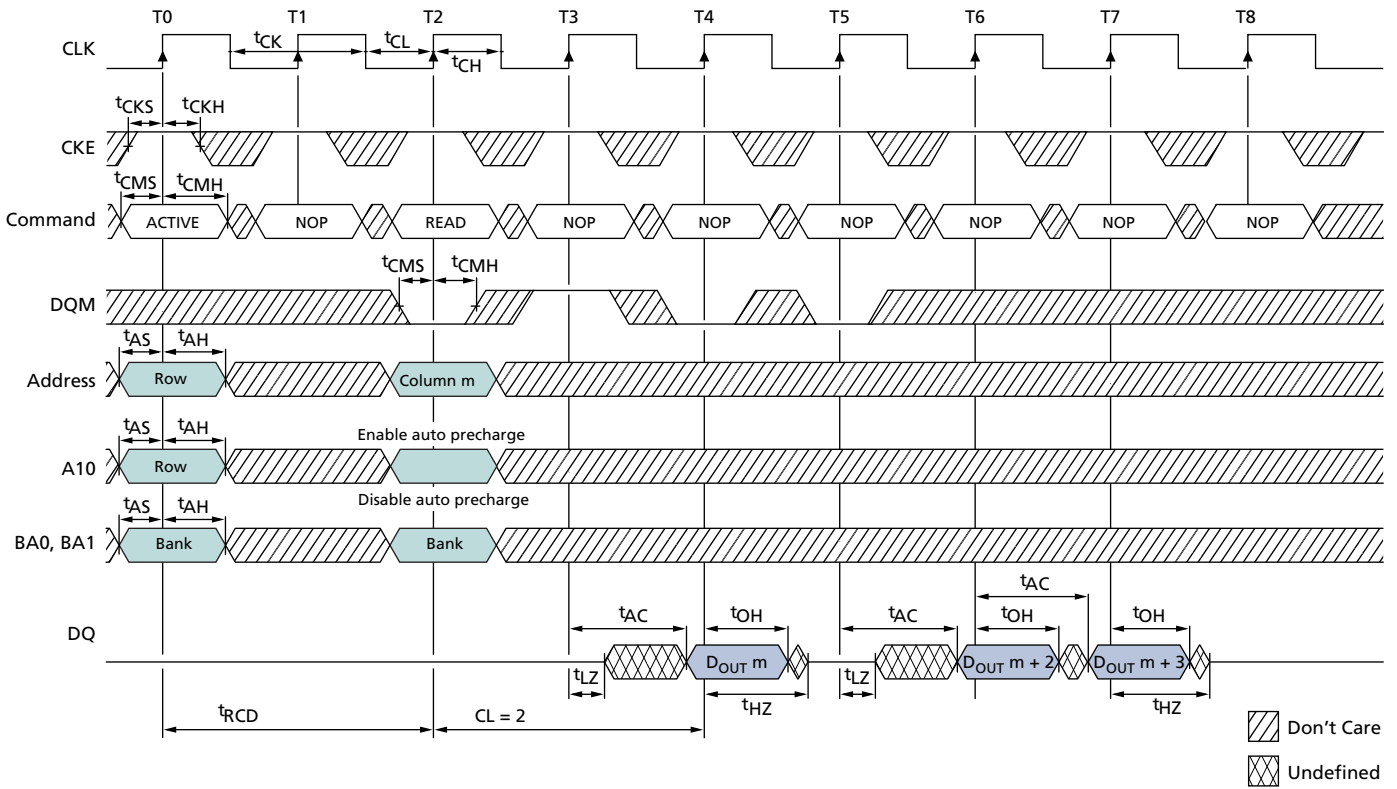 T0 T1 T2 T3 T4 T5 T6 T7 T8
CLK
tCK tCL
tCH
tCKS tCKH
CKE
tCMS tCMH
Command ACTIVE NOP READ NOP NOP NOP NOP NOP NOP
tCMS tCMH
DQM
tAS tAH
Address Row Column m
tAS tAH Enable auto precharge
A10 Row
Disable auto precharge
tAS tAH
BA0, BA1 Bank Bank
tAC
tAC tOH tAC tOH tOH
DQ
DOUT m DOUT m + 2 DOUT m + 3
tLZ tLZ
tHZ tHZ
tRCD CL = 2
Don't Care
Undefined